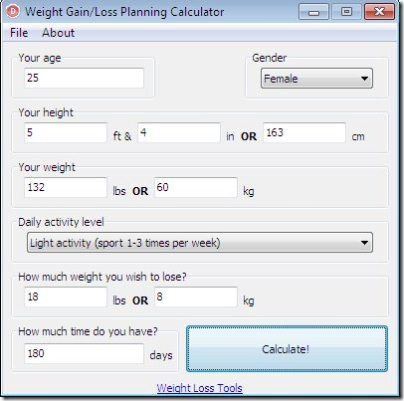 Weight Gain/Loss Planning Calculator
File About
Your age
25
Gender
Female
Your height
5 ft & 4 in OR 163 cm
Your weight
132 lbs OR 60 kg
Daily activity level
Light activity (sport 1-3 times per week)
How much weight you wish to lose?
18 lbs OR 8 kg
How much time do you have?
180 days
Calculate!
Weight Loss Tools